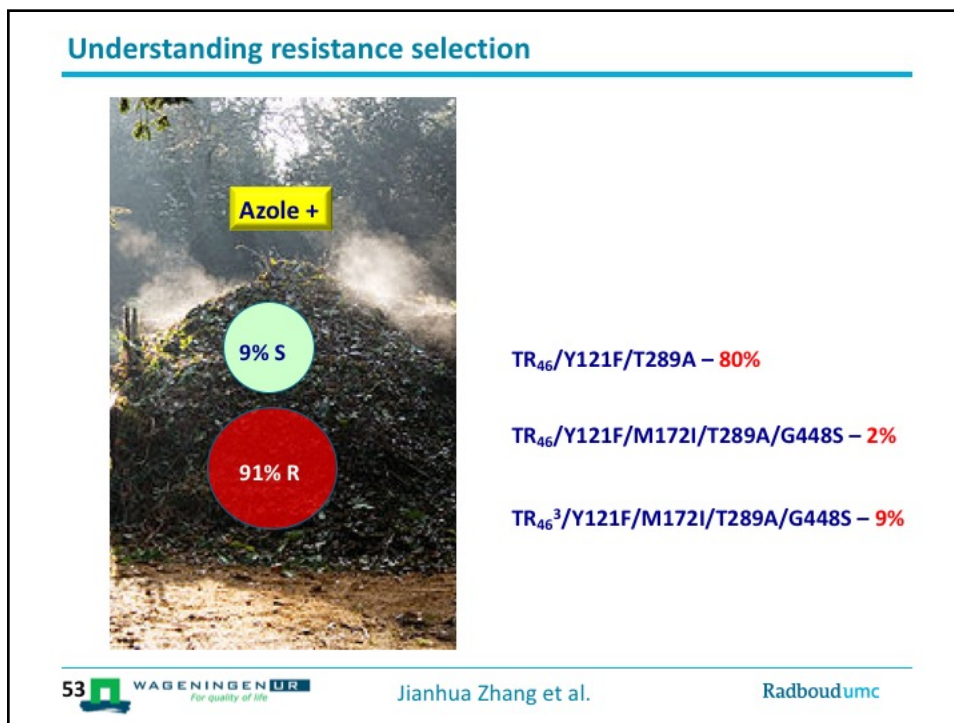 Understanding resistance selection
Azole +
9% S
91% R
TR₄₆/Y121F/T289A – 80%
TR₄₆/Y121F/M172I/T289A/G448S – 2%
TR₄₆³/Y121F/M172I/T289A/G448S – 9%
53
WAGENINGEN UR
For quality of life
Jianhua Zhang et al.
Radboudumc